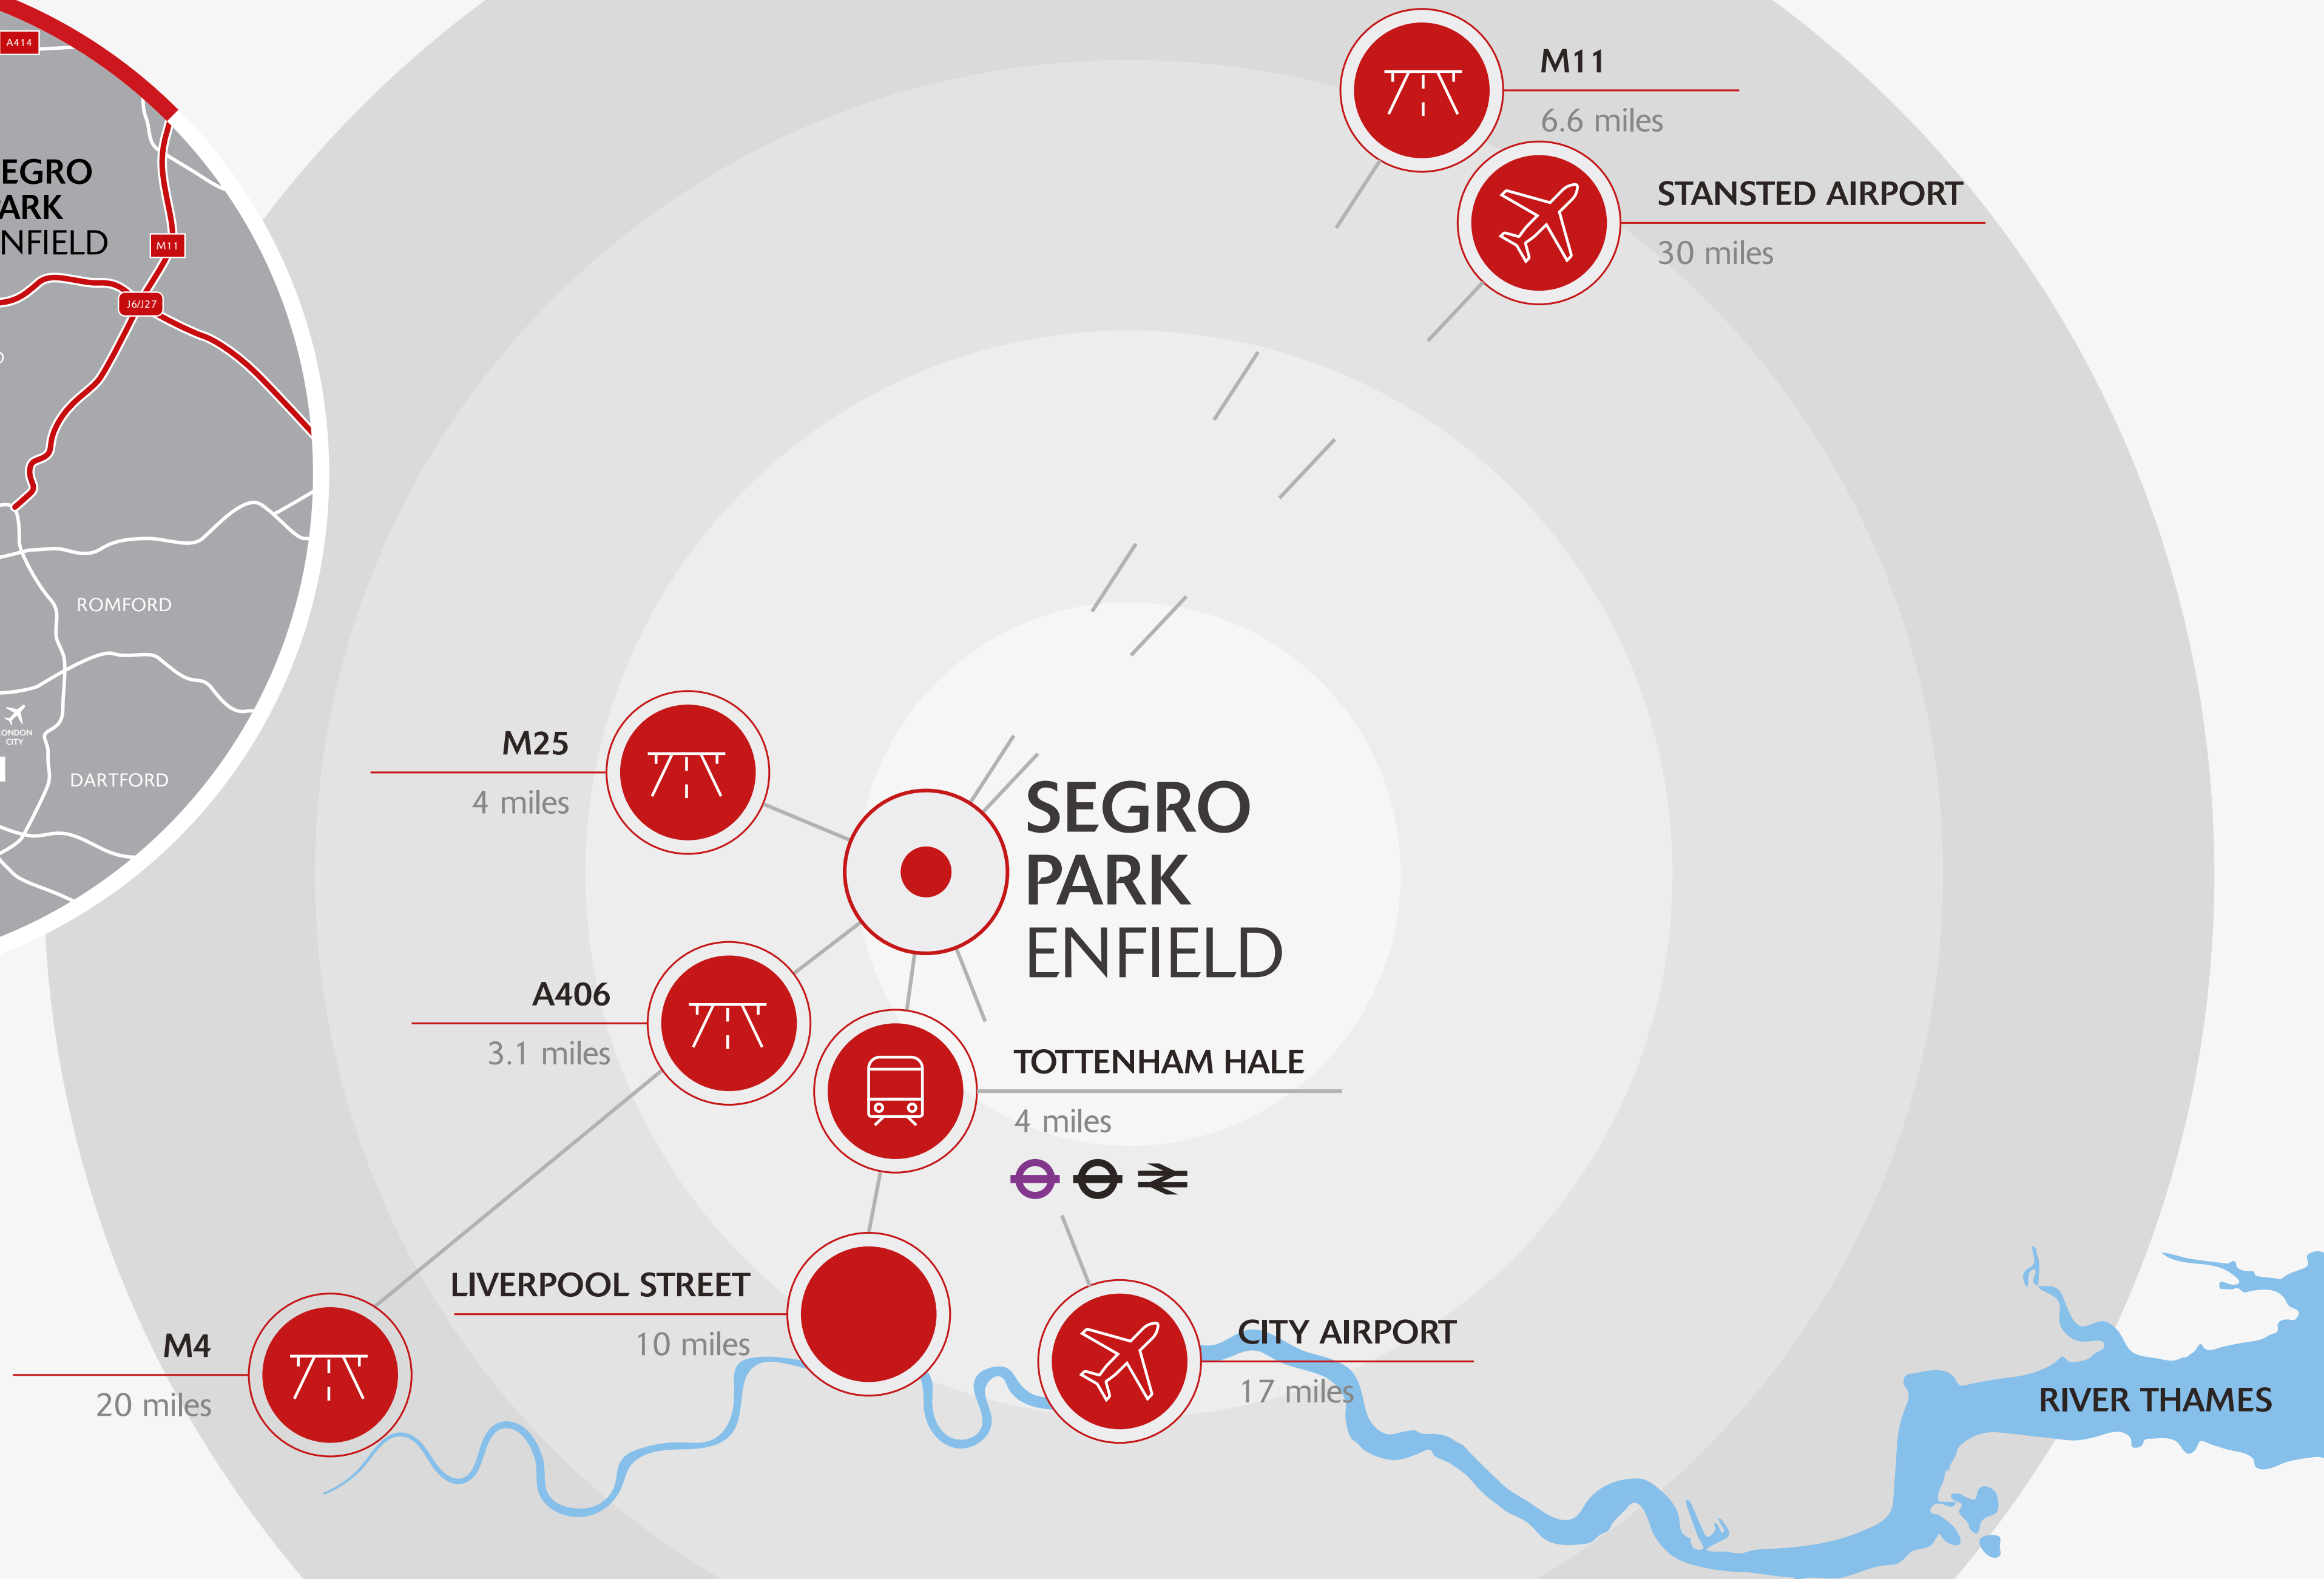 A414
EGRO
ARK
NFIELD
M11
J6/J27
ROMFORD
ONDON
CITY
DARTFORD
M11
6.6 miles
STANSTED AIRPORT
30 miles
M25
4 miles
SEGRO
PARK
ENFIELD
A406
3.1 miles
TOTTENHAM HALE
4 miles
LIVERPOOL STREET
10 miles
M4
20 miles
CITY AIRPORT
17 miles
RIVER THAMES